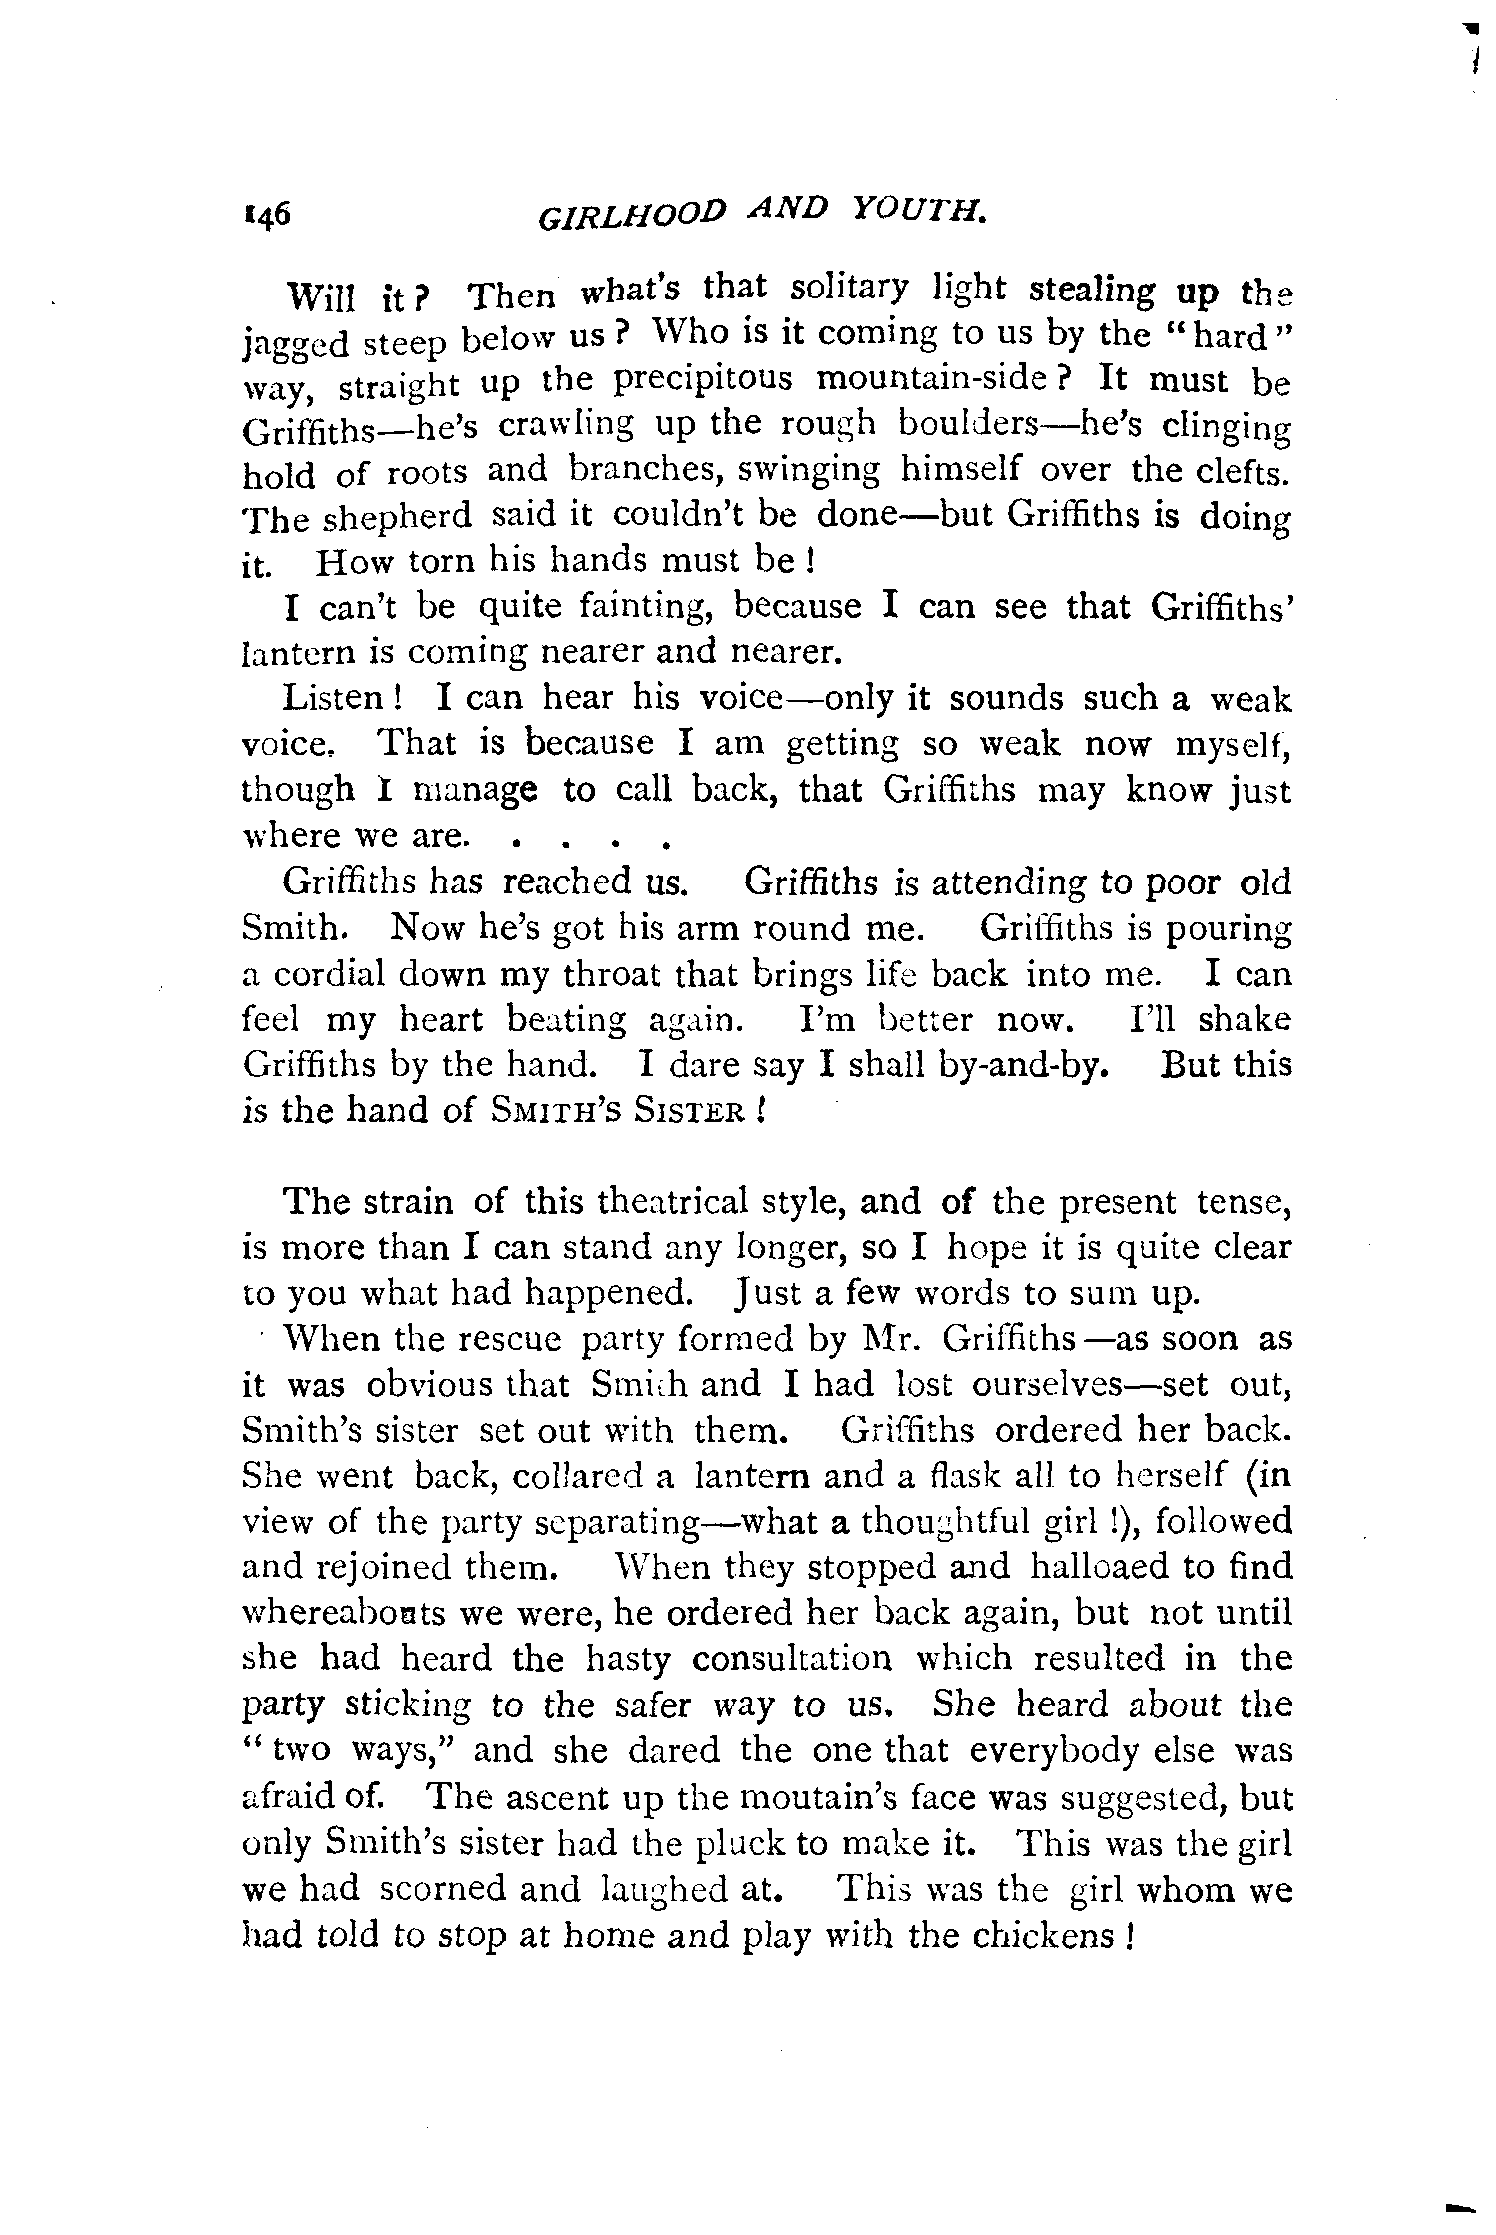 146 GIRLHOOD AND YOUTH.
Will it? Then what's that solitary light stealing up the
jagged steep below us? Who is it coming to us by the "hard"
way, straight up the precipitous mountain-side? It must be
Griffiths—he's crawling up the rough boulders—he's clinging
hold of roots and branches, swinging himself over the clefts.
The shepherd said it couldn't be done—but Griffiths is doing
it. How torn his hands must be!
I can't be quite fainting, because I can see that Griffiths'
lantern is coming nearer and nearer.
Listen! I can hear his voice—only it sounds such a weak
voice. That is because I am getting so weak now myself,
though I manage to call back, that Griffiths may know just
where we are. . . . .
Griffiths has reached us. Griffiths is attending to poor old
Smith. Now he's got his arm round me. Griffiths is pouring
a cordial down my throat that brings life back into me. I can
feel my heart beating again. I'm better now. I'll shake
Griffiths by the hand. I dare say I shall by-and-by. But this
is the hand of SMITH'S SISTER!
The strain of this theatrical style, and of the present tense,
is more than I can stand any longer, so I hope it is quite clear
to you what had happened. Just a few words to sum up.
When the rescue party formed by Mr. Griffiths—as soon as
it was obvious that Smith and I had lost ourselves—set out,
Smith's sister set out with them. Griffiths ordered her back.
She went back, collared a lantern and a flask all to herself (in
view of the party separating—what a thoughtful girl!), followed
and rejoined them. When they stopped and halloaed to find
whereabouts we were, he ordered her back again, but not until
she had heard the hasty consultation which resulted in the
party sticking to the safer way to us. She heard about the
"two ways," and she dared the one that everybody else was
afraid of. The ascent up the moutain's face was suggested, but
only Smith's sister had the pluck to make it. This was the girl
we had scorned and laughed at. This was the girl whom we
had told to stop at home and play with the chickens!